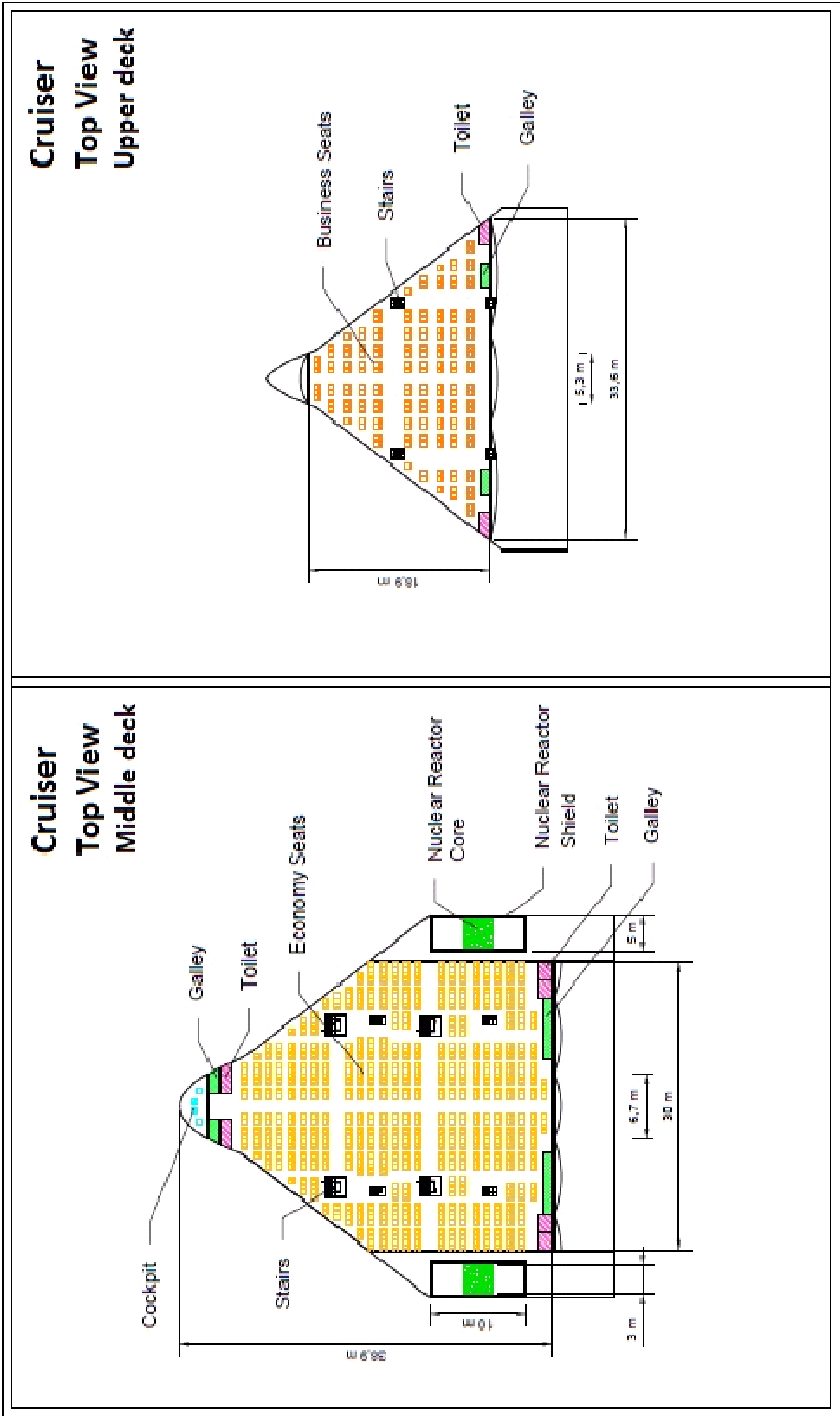 Cruiser
Top View
Upper deck
Business Seats
Stairs
Toilet
Galley
18,9 m
5,3 m
33,6 m
Cruiser
Top View
Middle deck
Galley
Toilet
Economy Seats
Nuclear Reactor
Core
Nuclear Reactor
Shield
Toilet
Galley
Cockpit
Stairs
38,9 m
10 m
3 m
5 m
6,7 m
30 m